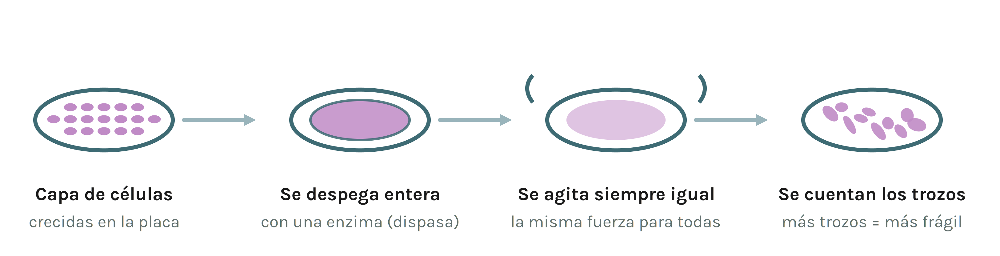 Capa de células
crecidas en la placa
Se despega entera
con una enzima (dispasa)
Se agita siempre igual
la misma fuerza para todas
Se cuentan los trozos
más trozos = más frágil